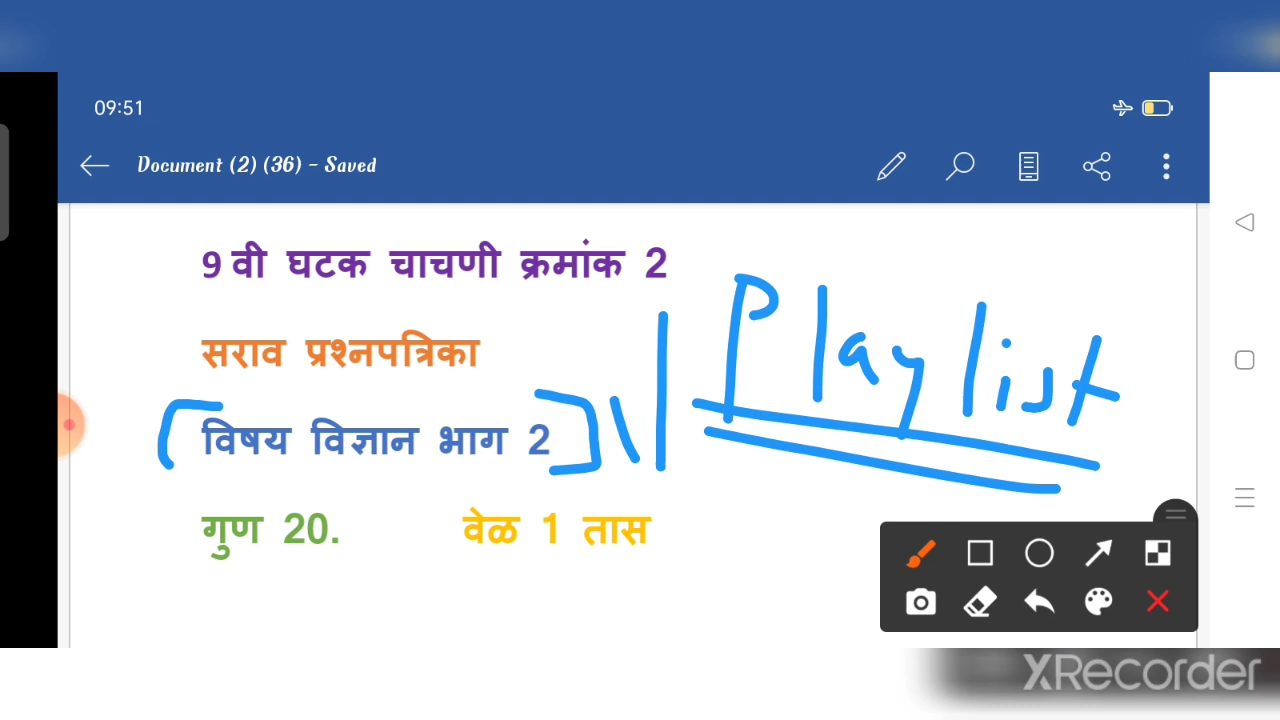 09:51
Document (2) (36) - Saved
9 वी घटक चाचणी क्रमांक 2
सराव प्रश्नपत्रिका
Playlist
विषय विज्ञान भाग 2
गुण 20. वेळ 1 तास
XRecorder